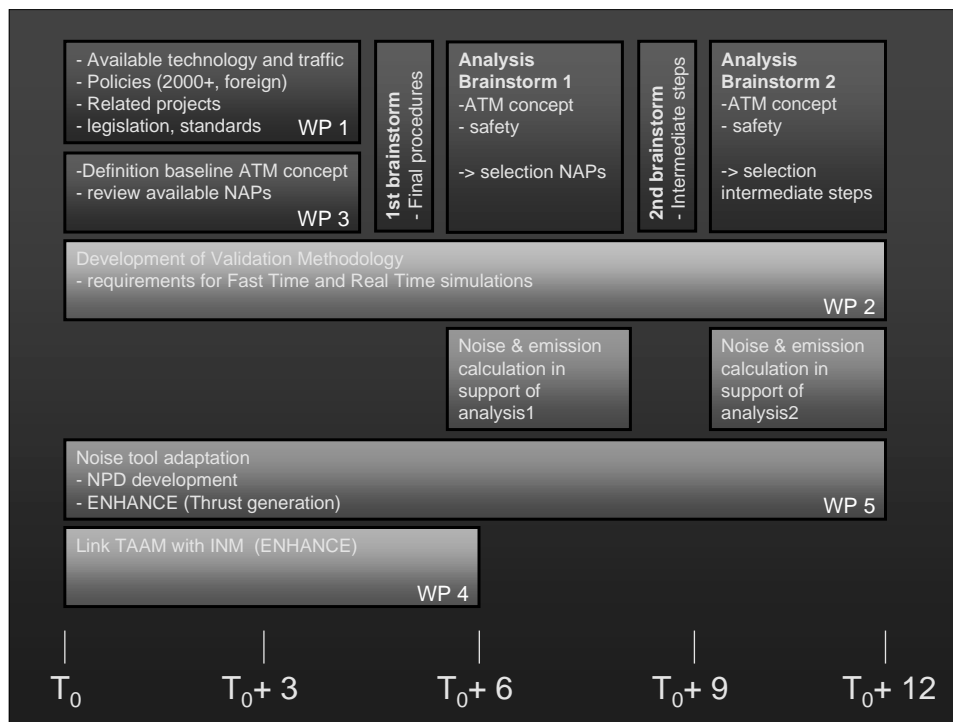 - Available technology and traffic
- Policies (2000+, foreign)
- Related projects
- legislation, standards
WP 1
-Definition baseline ATM concept
- review available NAPs
WP 3
1st brainstorm
- Final procedures
Analysis
Brainstorm 1
-ATM concept
- safety
-> selection NAPs
2nd brainstorm
- Intermediate steps
Analysis
Brainstorm 2
-ATM concept
- safety
-> selection
intermediate steps
Development of Validation Methodology
- requirements for Fast Time and Real Time simulations
WP 2
Noise & emission
calculation in
support of
analysis1
Noise & emission
calculation in
support of
analysis2
Noise tool adaptation
- NPD development
- ENHANCE (Thrust generation)
WP 5
Link TAAM with INM (ENHANCE)
WP 4
T0
T0+ 3
T0+ 6
T0+ 9
T0+ 12